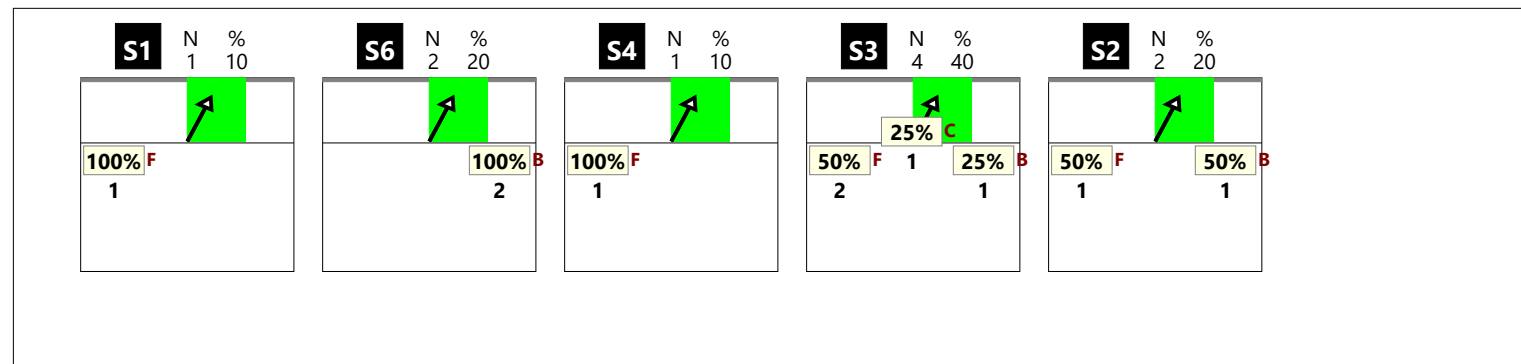 S1 N % S6 N % S4 N % S3 N % S2 N %
1 10 2 20 1 10 4 40 2 20
25% C
100% F 100% B 100% F 50% F 1 25% B 50% F 50% B
1 2 1 2 1 1 1